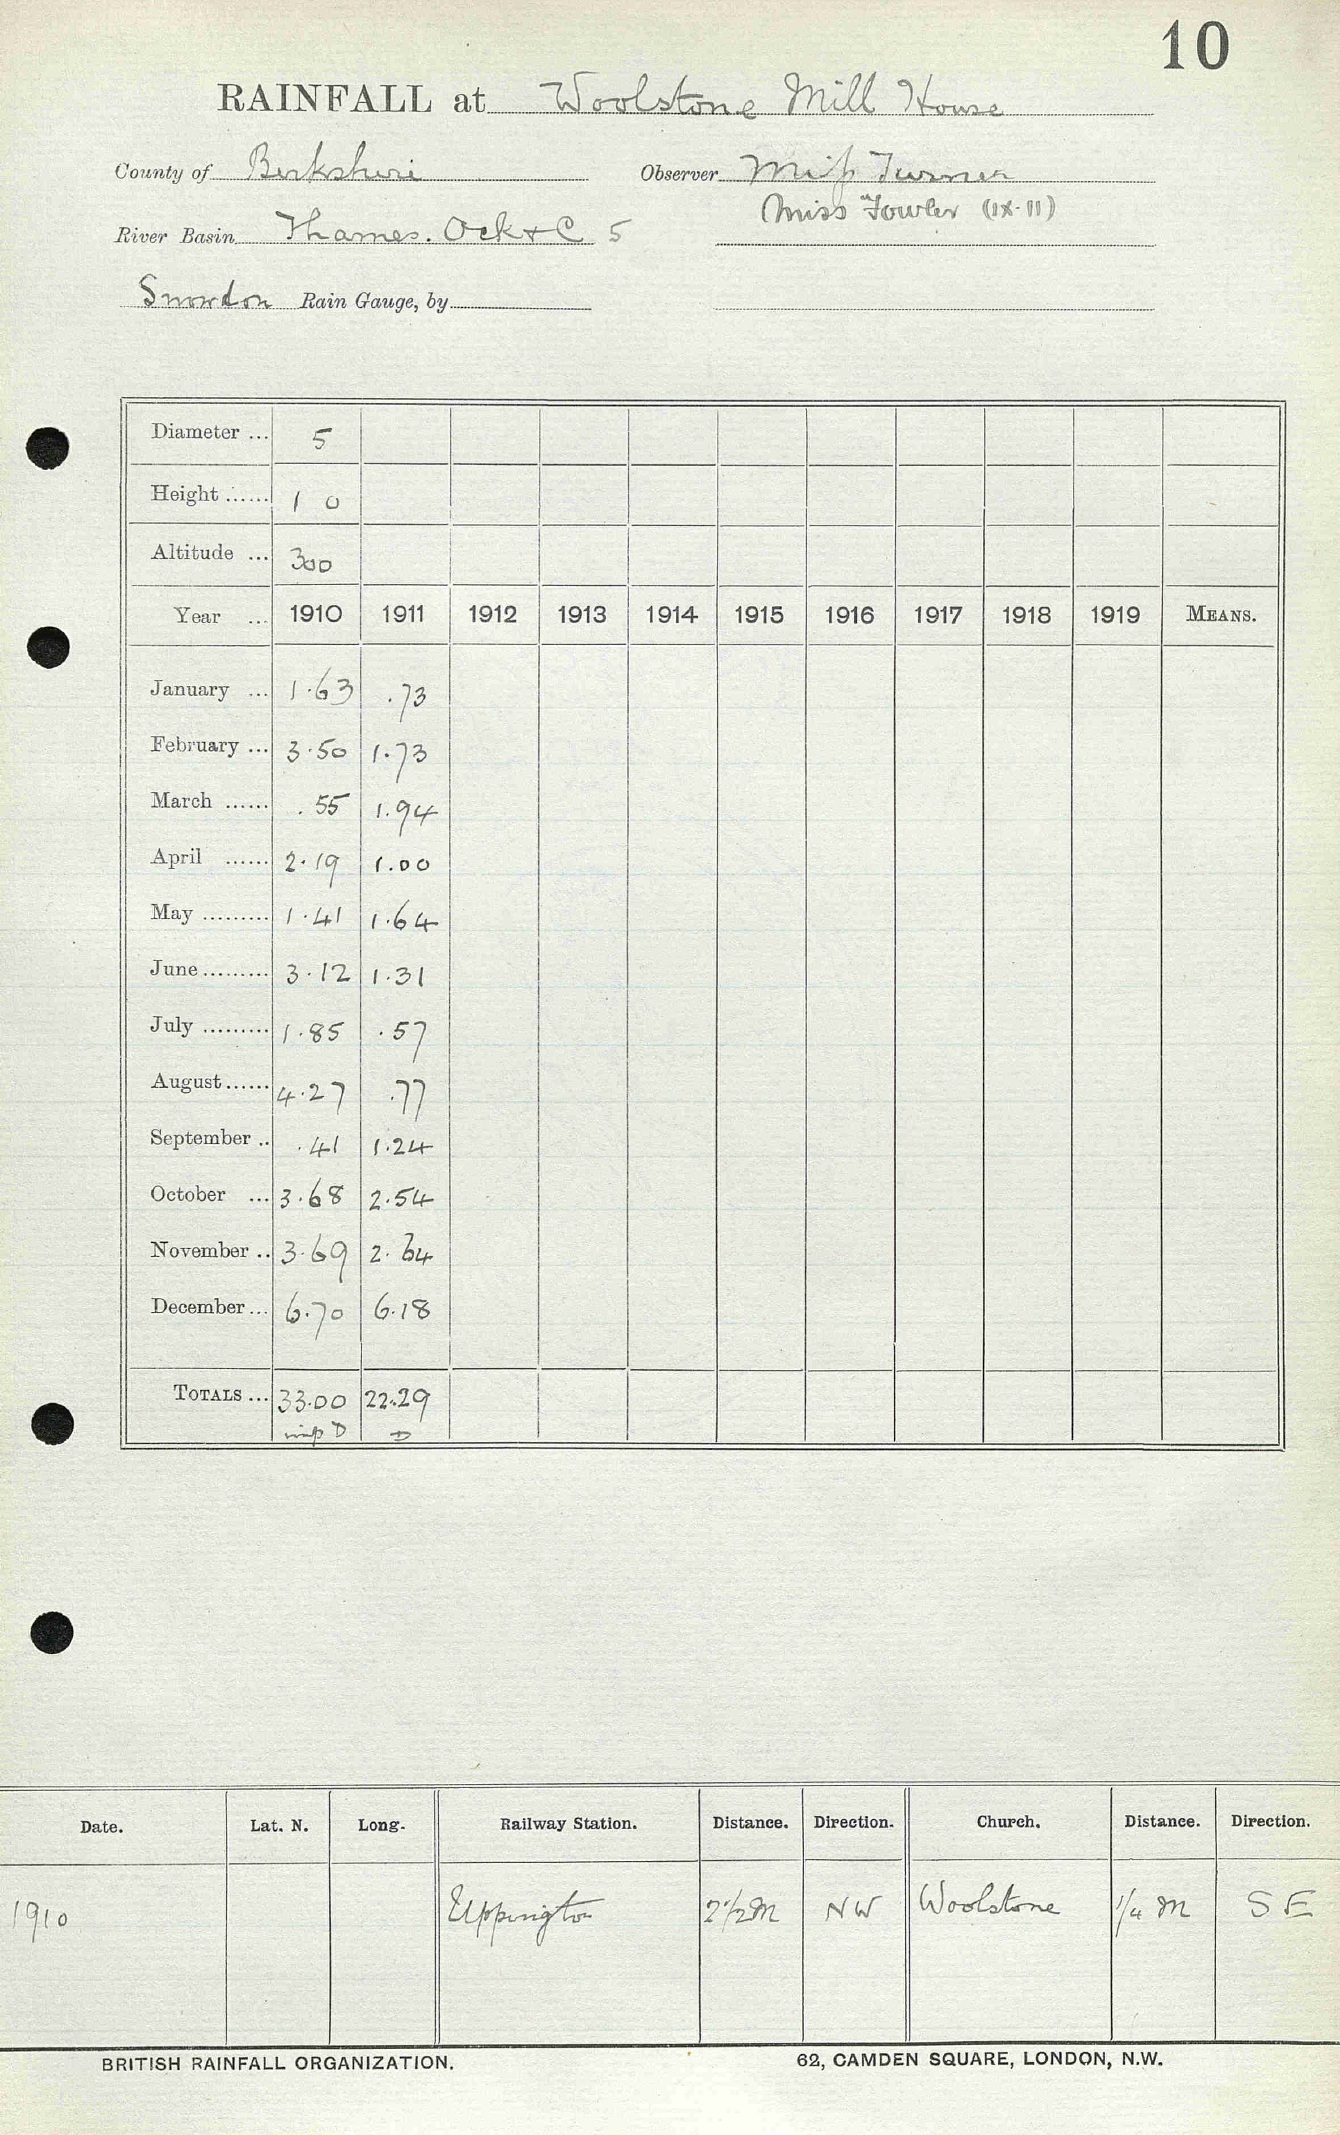 10
RAINFALL at Woolstone Mill House
County of Berkshire Observer Miss Turner
Miss Fowler (IX-11)
River Basin Thames. Ock & C 5
Snowdon Rain Gauge, by
Diameter ... 5
Height ...... 1 0
Altitude ... 300
Year ... 1910 1911 1912 1913 1914 1915 1916 1917 1918 1919 MEANS.
January ... 1.63 .73
February ... 3.50 1.73
March ...... .55 1.94
April ...... 2.19 1.00
May ......... 1.41 1.64
June ......... 3.12 1.31
July ......... 1.85 .57
August ...... 4.27 .77
September .. .41 1.24
October ... 3.68 2.54
November .. 3.69 2.64
December ... 6.70 6.18
TOTALS ... 33.00 22.29
D D
Date. Lat. N. Long. Railway Station. Distance. Direction. Church. Distance. Direction.
1910 Uppington 2½M NW Woolstone ¼ M S E
BRITISH RAINFALL ORGANIZATION. 62, CAMDEN SQUARE, LONDON, N.W.